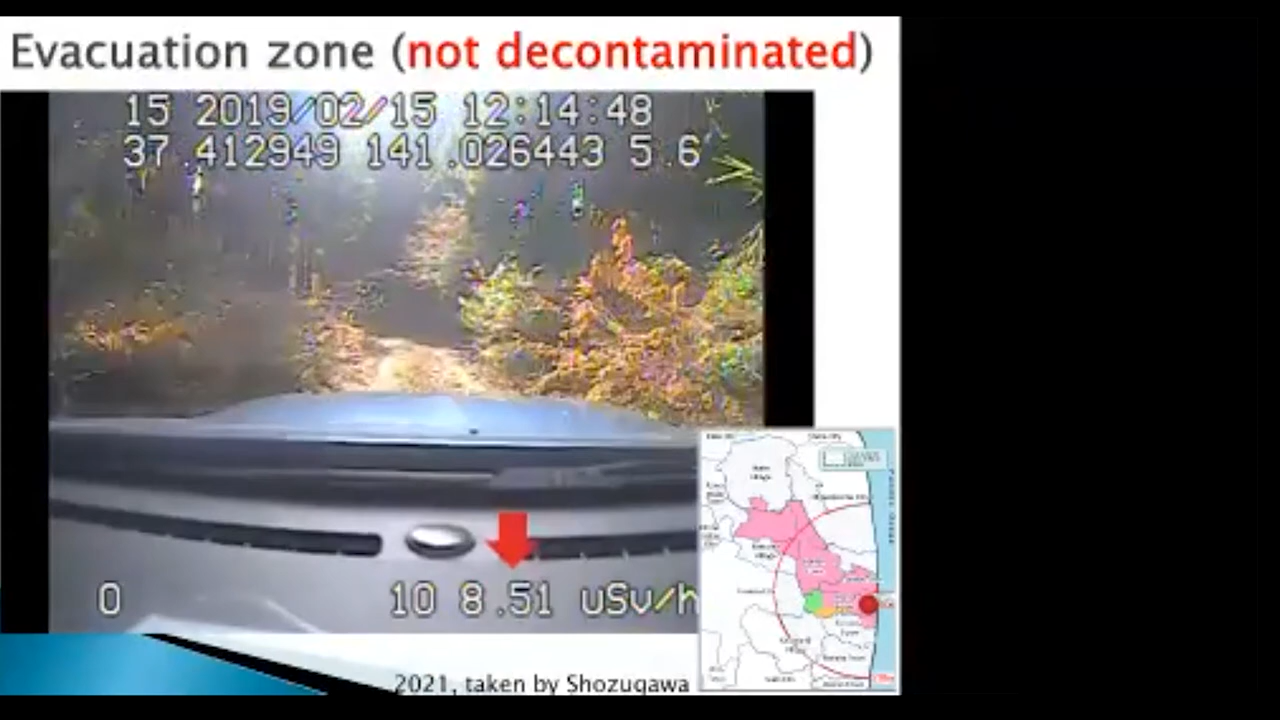 Evacuation zone (not decontaminated)
15 2019/02/15 12:14:48
37.412949 141.026443 5.6
0 10 8.51 uSv/h
2021, taken by Shozugawa